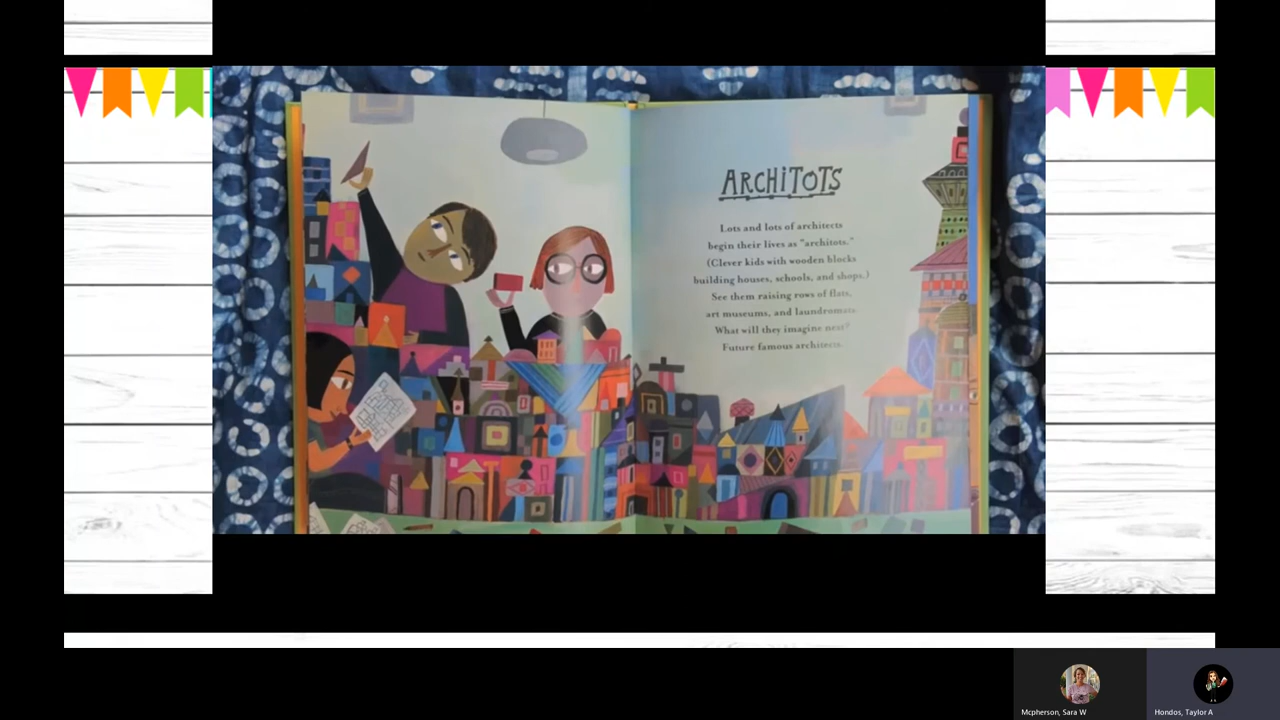 ARCHITOTS
Lots and lots of architects
begin their lives as "architots."
(Clever kids with wooden blocks
building houses, schools, and shops.)
See them raising rows of flats,
art museums, and laundromats.
What will they imagine next?
Future famous architects.
Mcpherson, Sara W
Hondos, Taylor A